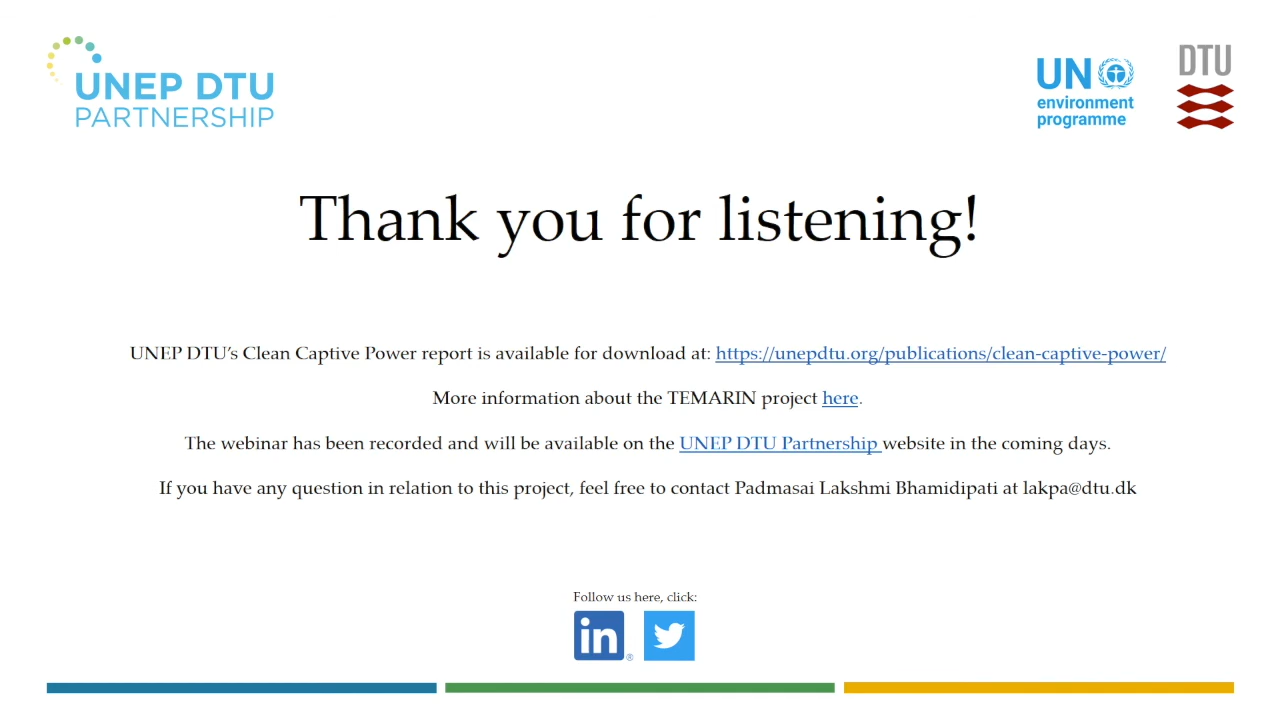 UNEP DTU
PARTNERSHIP
UN
environment
programme
DTU
Thank you for listening!
UNEP DTU’s Clean Captive Power report is available for download at: https://unepdtu.org/publications/clean-captive-power/
More information about the TEMARIN project here.
The webinar has been recorded and will be available on the UNEP DTU Partnership website in the coming days.
If you have any question in relation to this project, feel free to contact Padmasai Lakshmi Bhamidipati at lakpa@dtu.dk
Follow us here, click:
in®